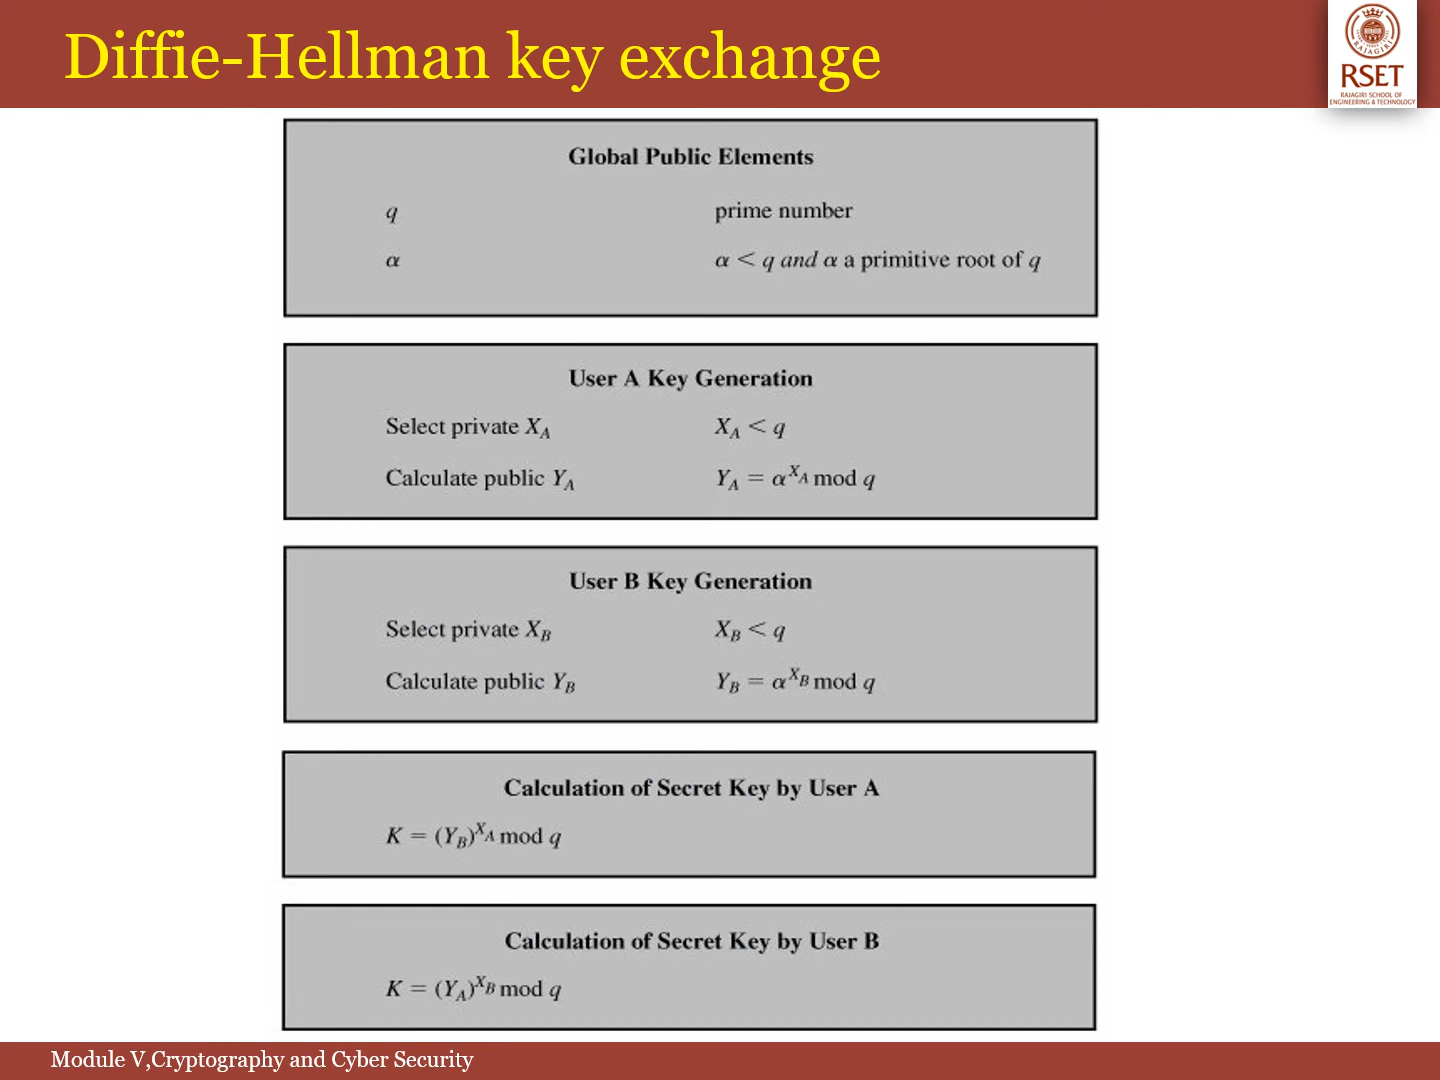 Diffie-Hellman key exchange
RAJAGIRI
RSET
RAJAGIRI SCHOOL OF
ENGINEERING & TECHNOLOGY
Global Public Elements
q prime number
α α < q and α a primitive root of q
User A Key Generation
Select private X_A X_A < q
Calculate public Y_A Y_A = α^{X_A} mod q
User B Key Generation
Select private X_B X_B < q
Calculate public Y_B Y_B = α^{X_B} mod q
Calculation of Secret Key by User A
K = (Y_B)^{X_A} mod q
Calculation of Secret Key by User B
K = (Y_A)^{X_B} mod q
Module V,Cryptography and Cyber Security